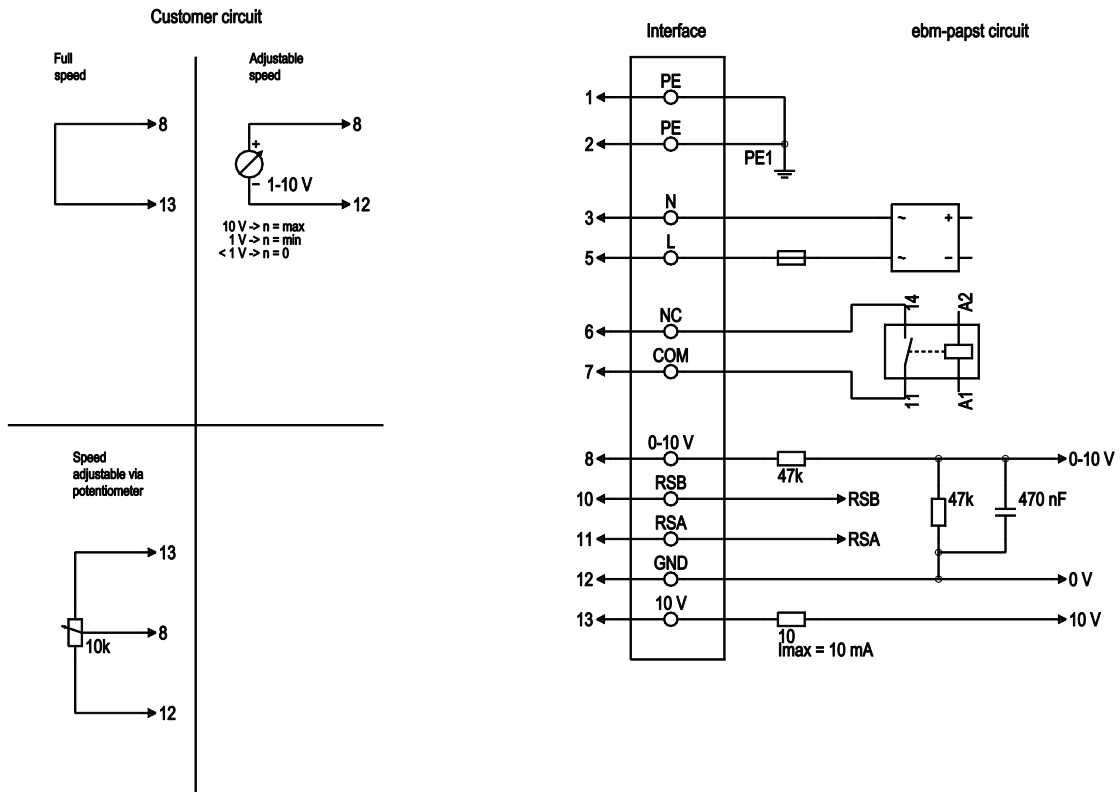 Customer circuit
Full
speed
8
13
Adjustable
speed
8
+
− 1-10 V
12
10 V -> n = max
1 V -> n = min
< 1 V -> n = 0
Speed
adjustable via
potentiometer
13
8
10k
12
Interface
ebm-papst circuit
1 PE
2 PE
PE1
3 N ~ +
5 L ~ −
6 NC 14 A2
7 COM 11 A1
8 0-10 V 47k 0-10 V
10 RSB RSB 47k 470 nF
11 RSA RSA
12 GND 0 V
13 10 V 10 10 V
Imax = 10 mA